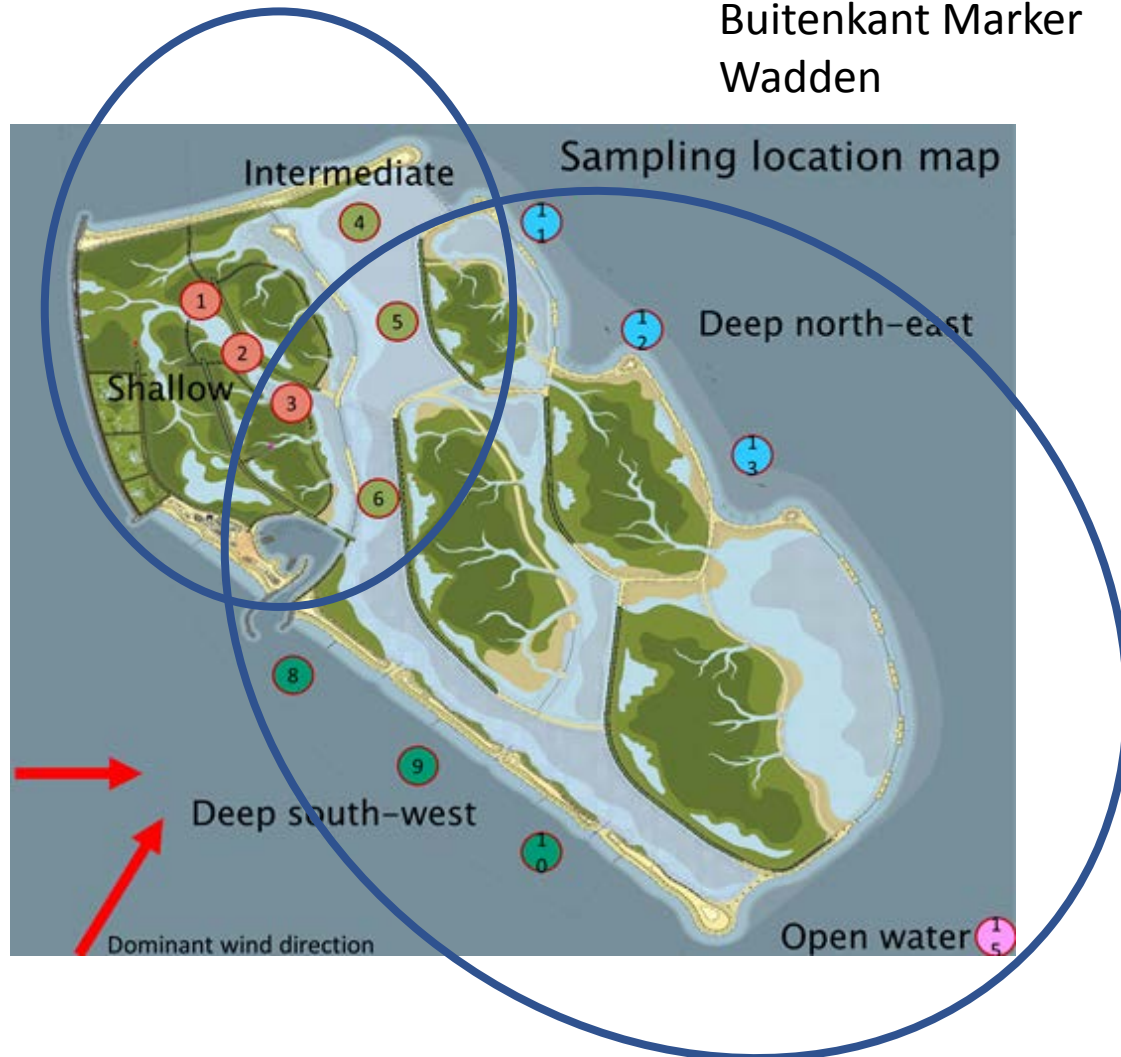 Buitenkant Marker
Wadden
Sampling location map
Intermediate
4
1
1
1
5
1
2
Deep north-east
2
Shallow
3
1
3
6
8
9
Deep south-west
1
0
Dominant wind direction
Open water
1
5